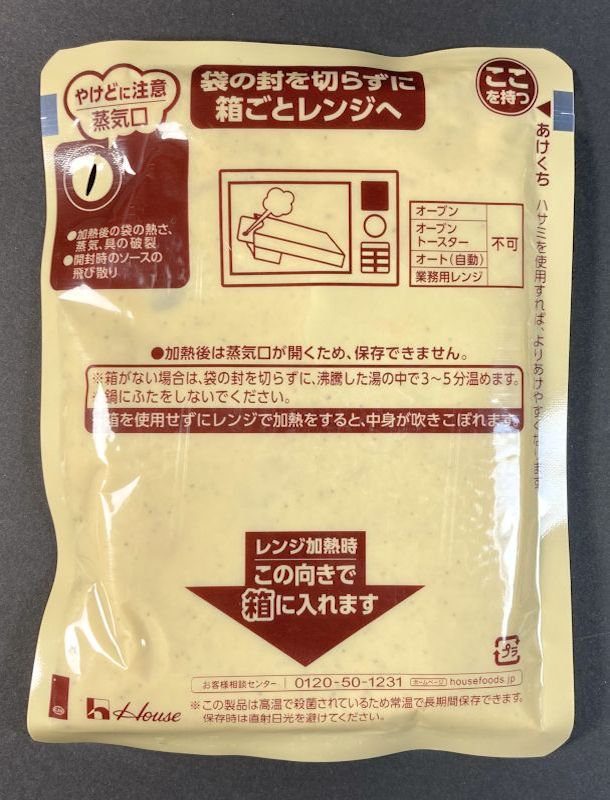 やけどに注意
蒸気口
●加熱後の袋の熱さ、
蒸気、具の破裂
●開封時のソースの
飛び散り
袋の封を切らずに
箱ごとレンジへ
ここ
を持つ
◀あけくち ハサミを使用すれば、よりあけやすくなります。
オーブン
オーブン
トースター
オート(自動)
業務用レンジ
不可
●加熱後は蒸気口が開くため、保存できません。
※箱がない場合は、袋の封を切らずに、沸騰した湯の中で3~5分温めます。
※鍋にふたをしないでください。
※箱を使用せずにレンジで加熱をすると、中身が吹きこぼれます。
レンジ加熱時
この向きで
箱に入れます
プラ
お客様相談センター 0120-50-1231 ホームページ housefoods.jp
House
※この製品は高温で殺菌されているため常温で長期間保存できます。
保存時は直射日光を避けてください。